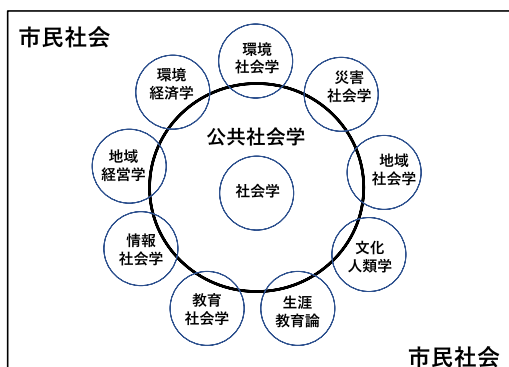 市民社会
環境
社会学
環境
経済学
災害
社会学
公共社会学
地域
経営学
地域
社会学
社会学
情報
社会学
文化
人類学
教育
社会学
生涯
教育論
市民社会